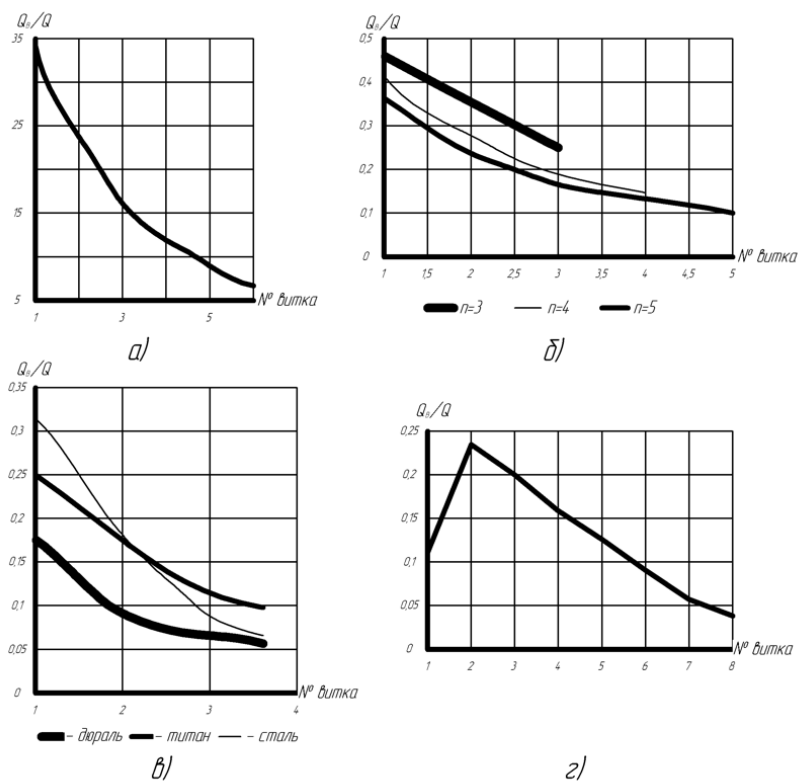 Qв/Q
35
25
15
5
1
3
5
Nº витка
а)
Qв/Q
0,5
0,4
0,3
0,2
0,1
0
1
1,5
2
2,5
3
3,5
4
4,5
5
Nº витка
n=3
n=4
n=5
б)
Qв/Q
0,35
0,3
0,25
0,2
0,15
0,1
0,05
0
1
2
3
4
Nº витка
- дюраль
- титан
- сталь
в)
Qв/Q
0,25
0,2
0,15
0,1
0,05
0
1
2
3
4
5
6
7
8
Nº витка
г)